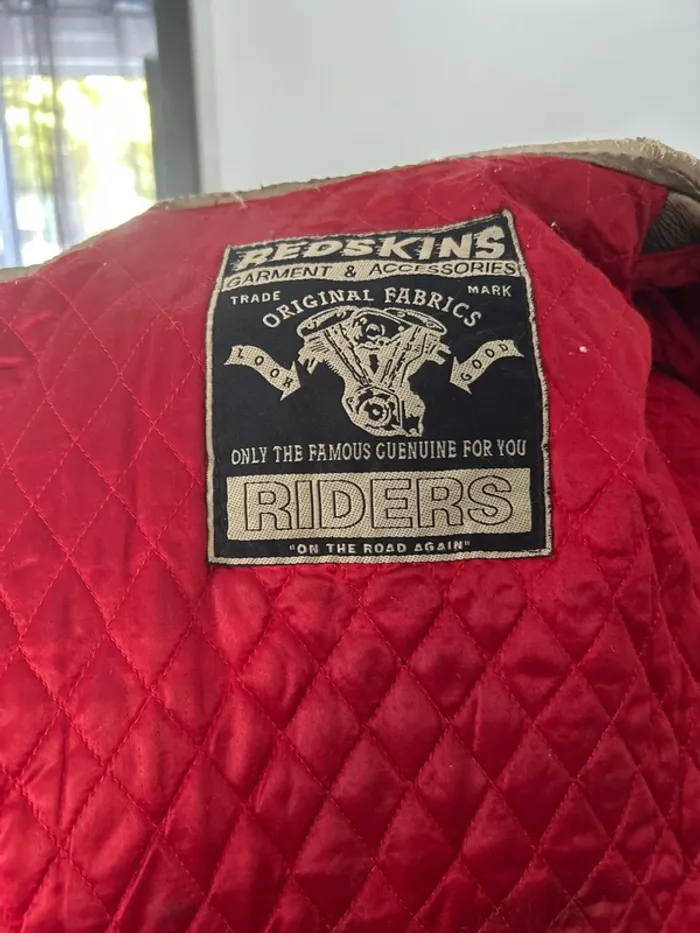 REDSKINS
GARMENT & ACCESSORIES
TRADE MARK
ORIGINAL FABRICS
LOOK GOOD
ONLY THE FAMOUS GUENUINE FOR YOU
RIDERS
"ON THE ROAD AGAIN"